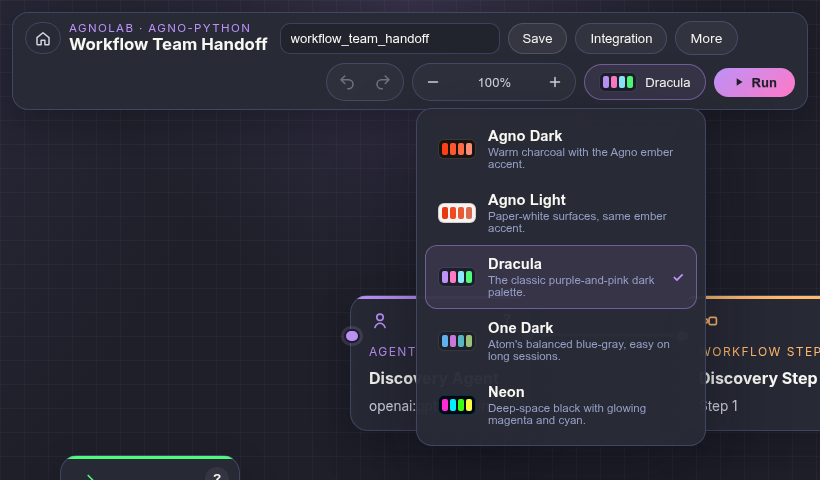 AGNOLAB · AGNO-PYTHON
Workflow Team Handoff
workflow_team_handoff
Save
Integration
More
100%
Dracula
Run
Agno Dark
Warm charcoal with the Agno ember
accent.
Agno Light
Paper-white surfaces, same ember
accent.
Dracula
The classic purple-and-pink dark
palette.
One Dark
Atom's balanced blue-gray, easy on
long sessions.
Neon
Deep-space black with glowing
magenta and cyan.
AGENT
Discovery Agent
openai:
WORKFLOW STEP
Discovery Step
Step 1
?